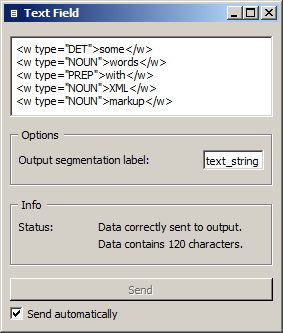 Text Field
<w type="DET">some</w>
<w type="NOUN">words</w>
<w type="PREP">with</w>
<w type="NOUN">XML</w>
<w type="NOUN">markup</w>
Options
Output segmentation label: text_string
Info
Status: Data correctly sent to output.
Data contains 120 characters.
Send
Send automatically